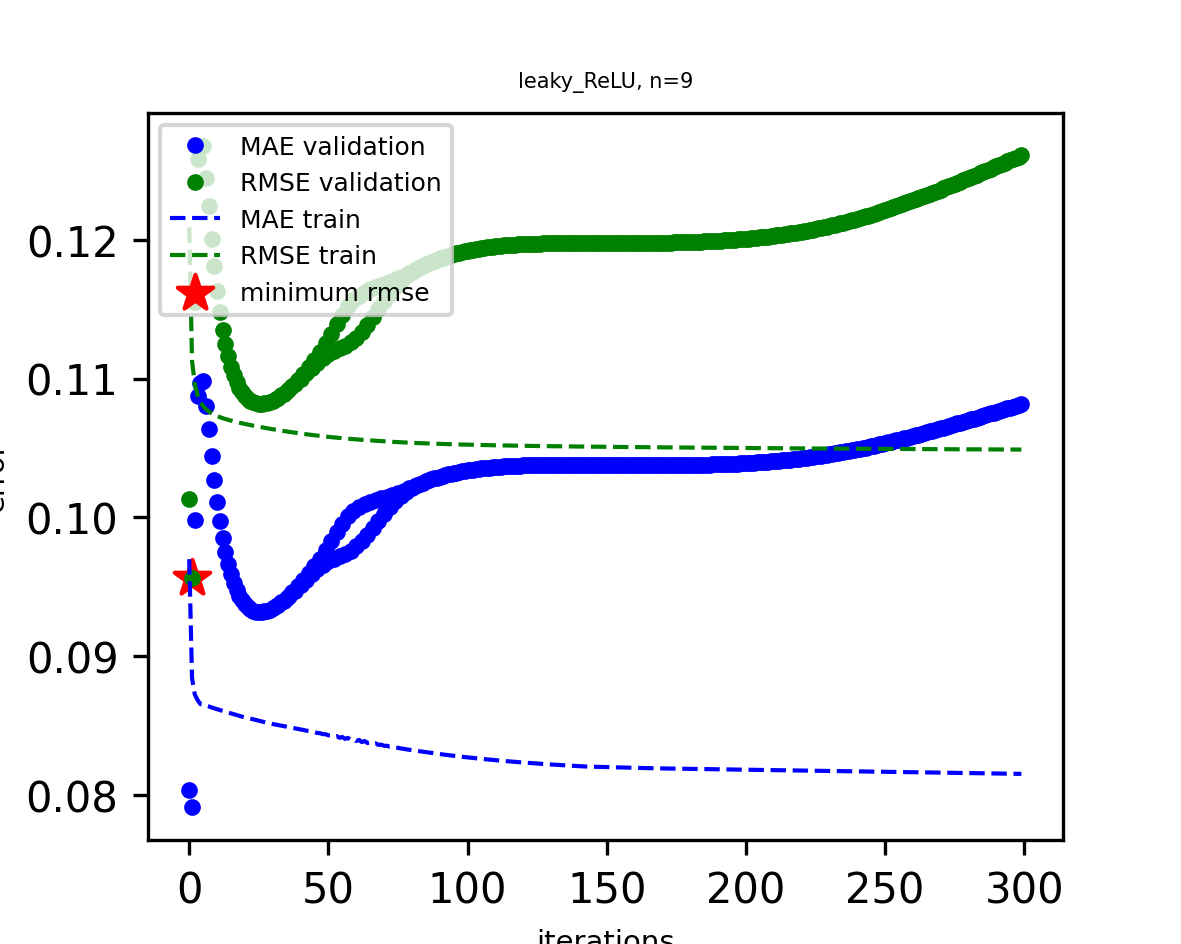 leaky_ReLU, n=9
MAE validation
RMSE validation
MAE train
RMSE train
minimum rmse
0.12
0.11
0.10
0.09
0.08
0 50 100 150 200 250 300
iterations